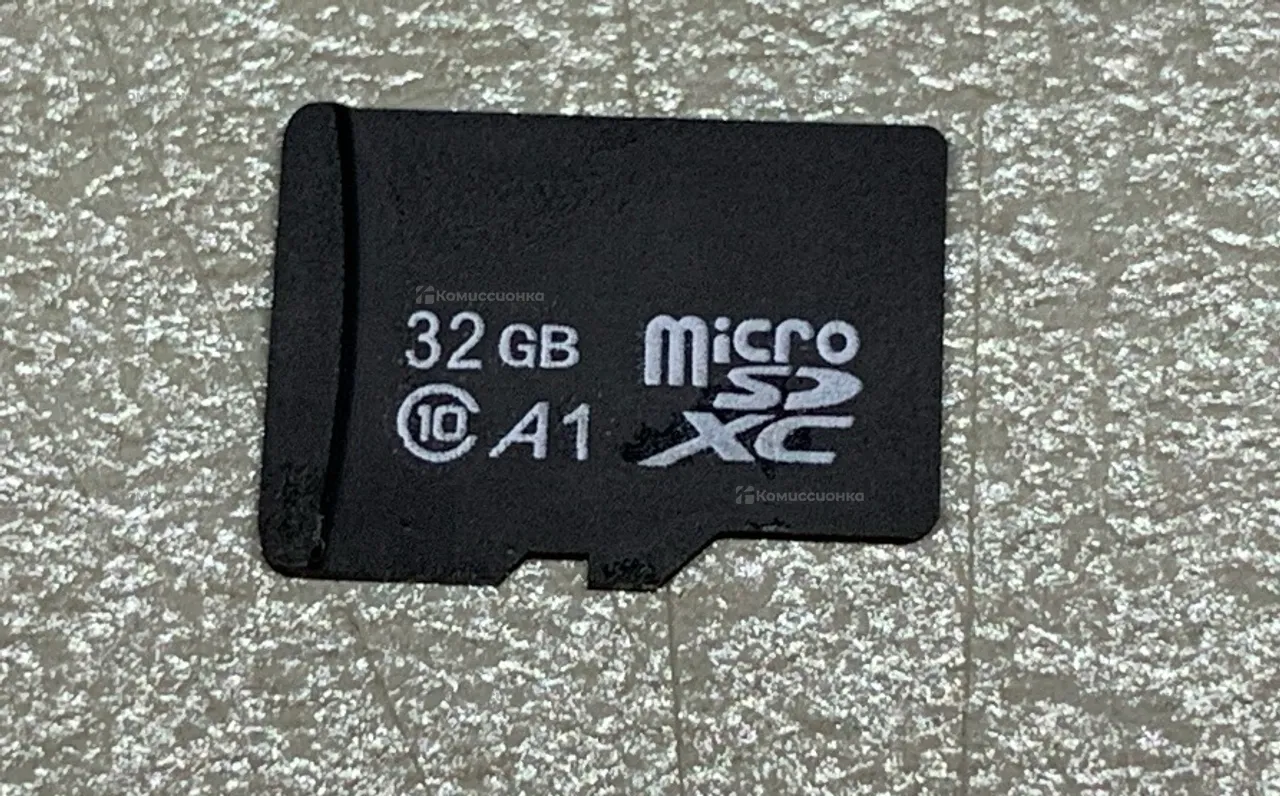 Комиссионка
32 GB
micro
SD
XC
10 A1
Комиссионка